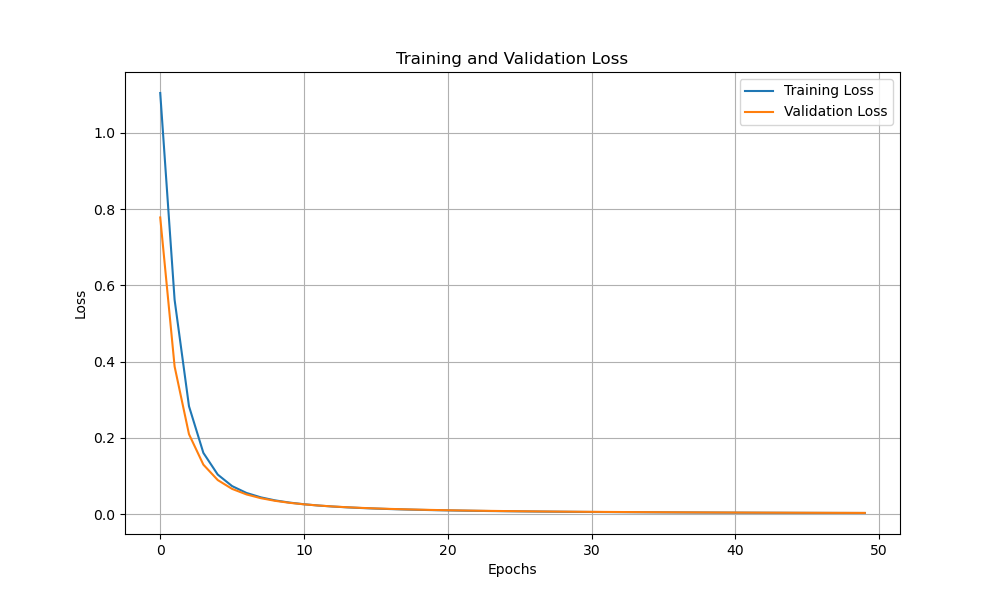 Training and Validation Loss
Training Loss
Validation Loss
1.0
0.8
0.6
0.4
0.2
0.0
Loss
0 10 20 30 40 50
Epochs